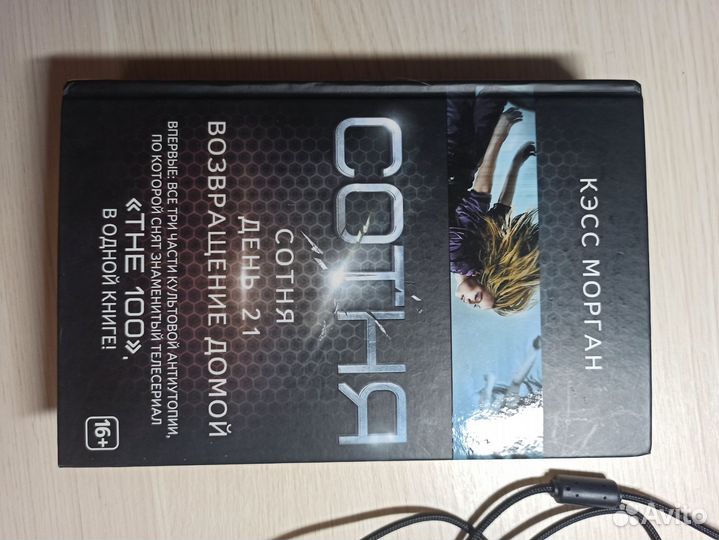 КЭСС МОРГАН
СОТНЯ
СОТНЯ
ДЕНЬ 21
ВОЗВРАЩЕНИЕ ДОМОЙ
ВПЕРВЫЕ: ВСЕ ТРИ ЧАСТИ КУЛЬТОВОЙ АНТИУТОПИИ,
ПО КОТОРОЙ СНЯТ ЗНАМЕНИТЫЙ ТЕЛЕСЕРИАЛ
«THE 100»,
В ОДНОЙ КНИГЕ!
16+
Avito